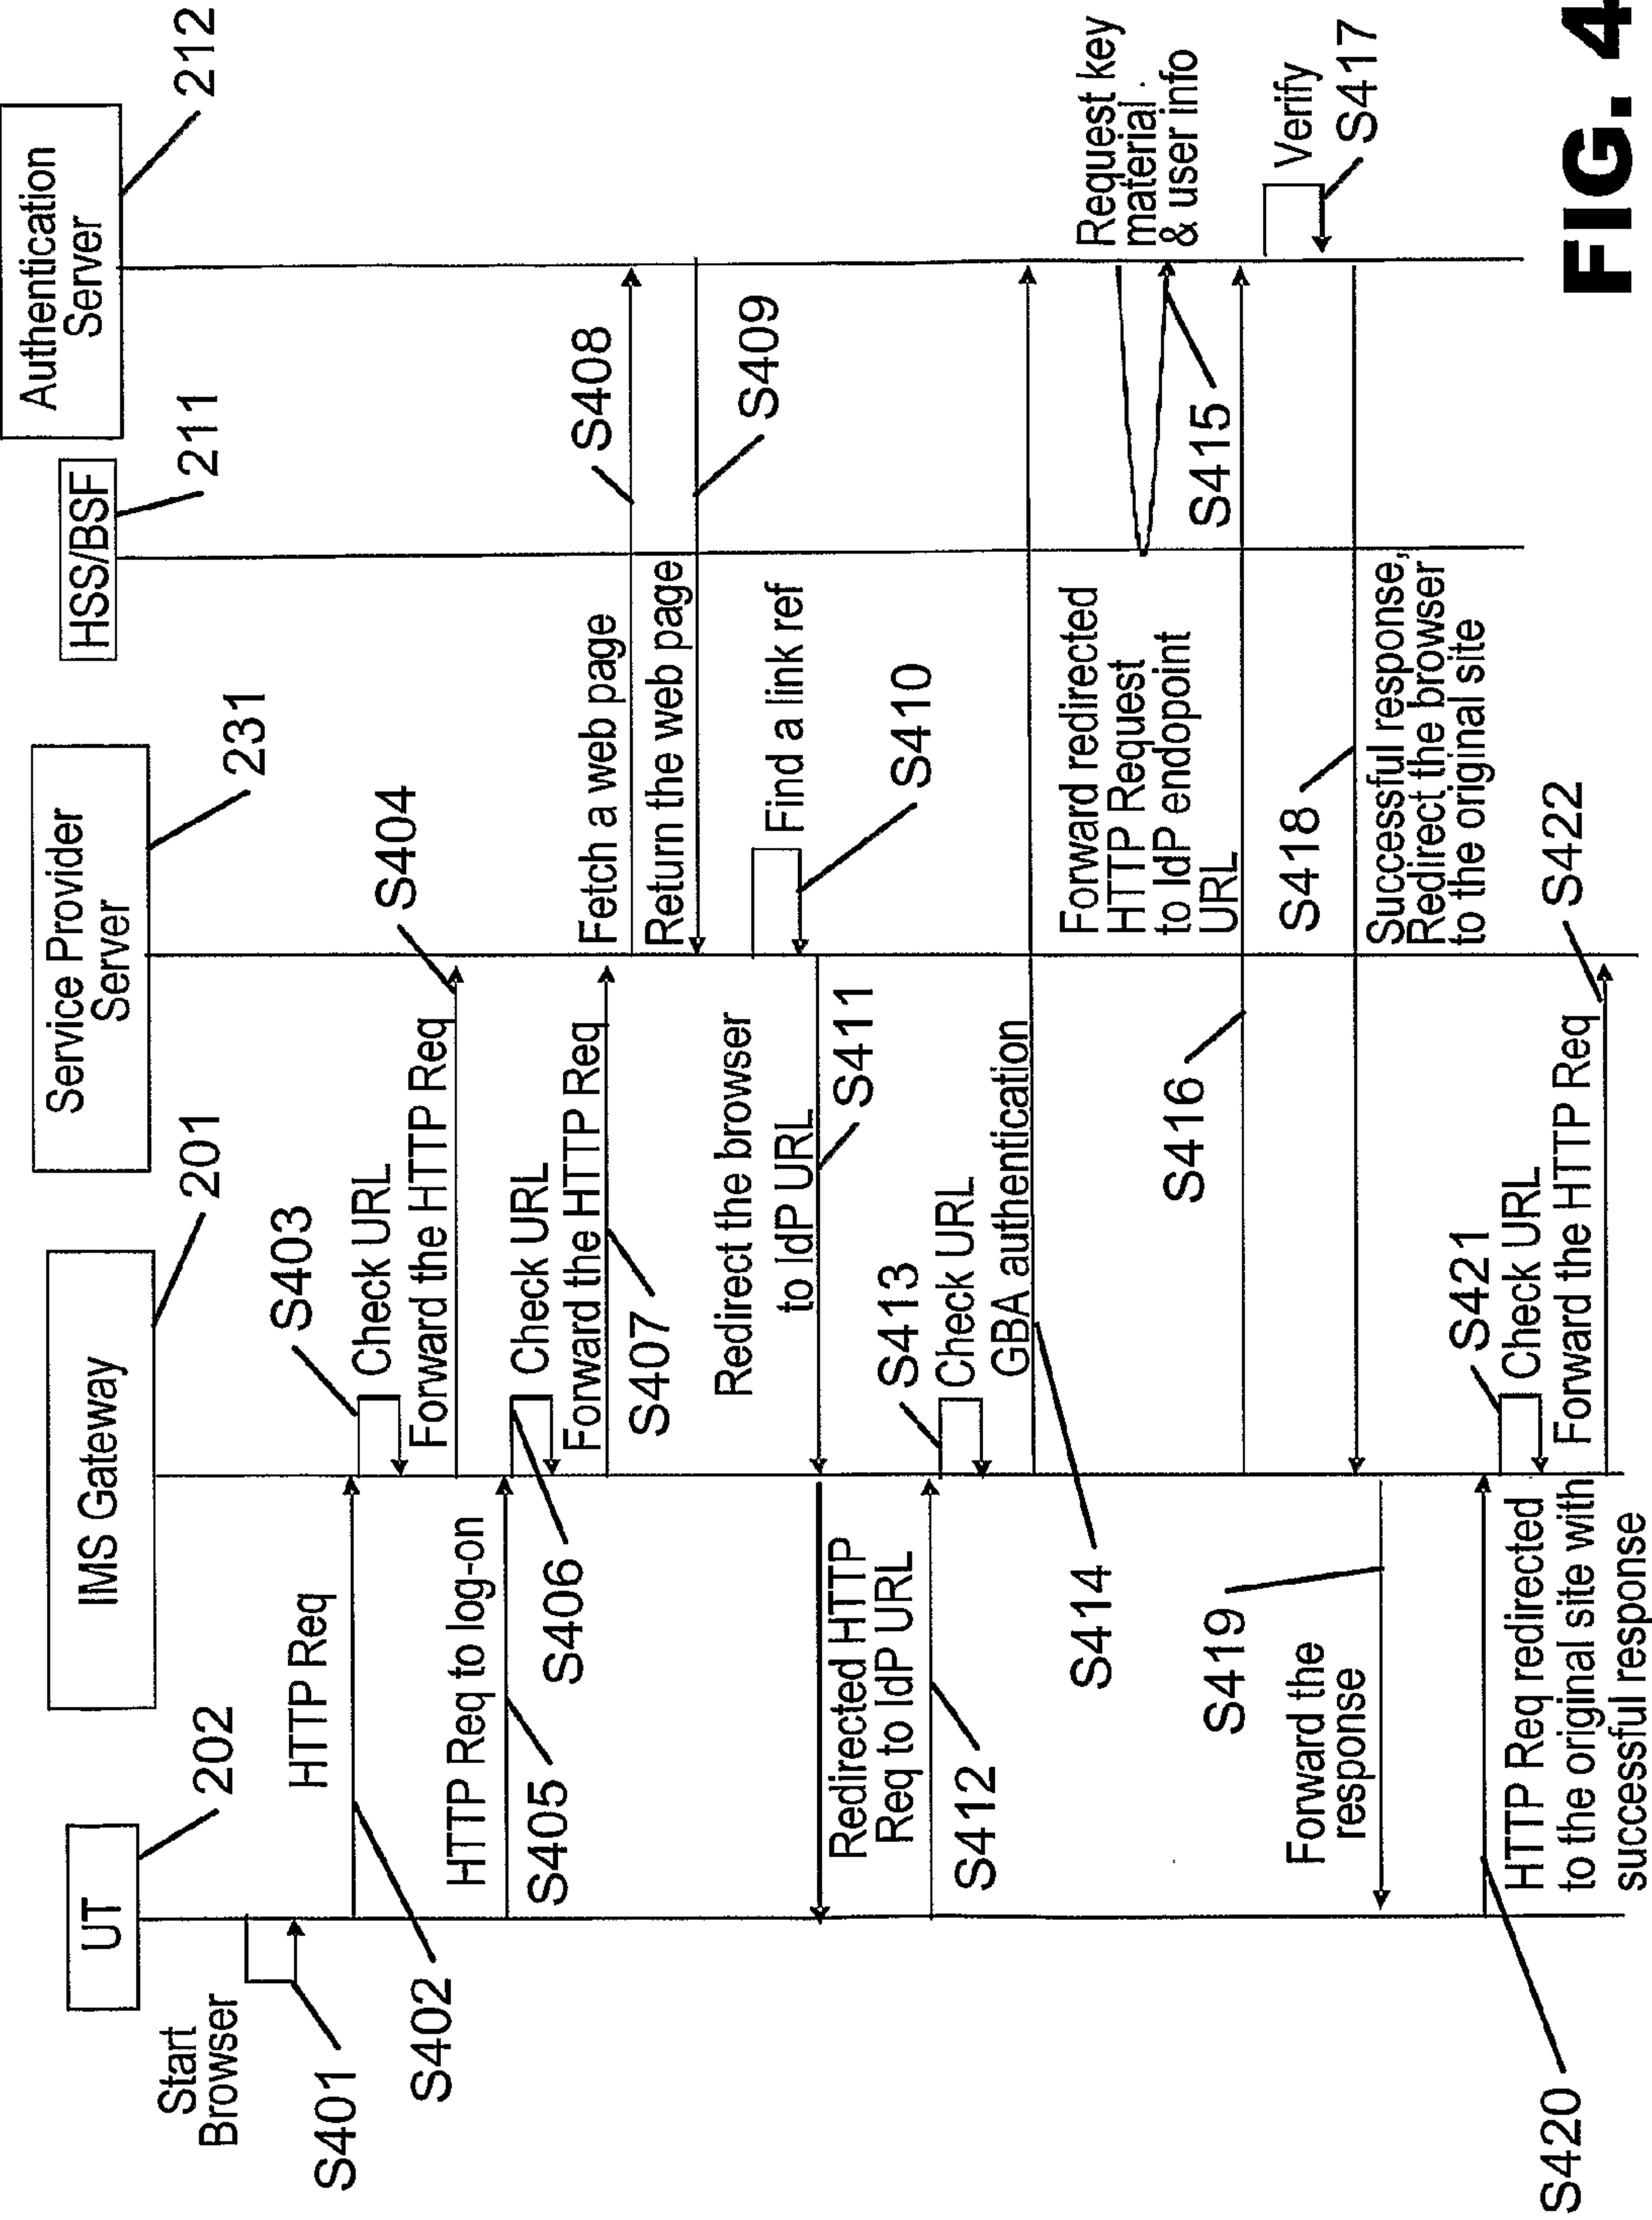 UT
202
IMS Gateway
201
Service Provider
Server
231
HSS/BSF
211
Authentication
Server
212
Start
Browser
S401
HTTP Req
S402
S403
Check URL
Forward the HTTP Req
S404
HTTP Req to log-on
S405
S406
Check URL
Forward the HTTP Req
S407
Fetch a web page
S408
Return the web page
S409
Find a link ref
S410
Redirect the browser
to IdP URL
S411
Redirected HTTP
Req to IdP URL
S412
S413
Check URL
GBA authentication
S414
Request key
material
& user info
S415
Forward redirected
HTTP Request
to IdP endopoint
URL
S416
Verify
S417
S418
Successful response,
Redirect the browser
to the original site
S419
Forward the
response
S420
HTTP Req redirected
to the original site with
successful response
S421
Check URL
Forward the HTTP Req
S422
FIG. 4